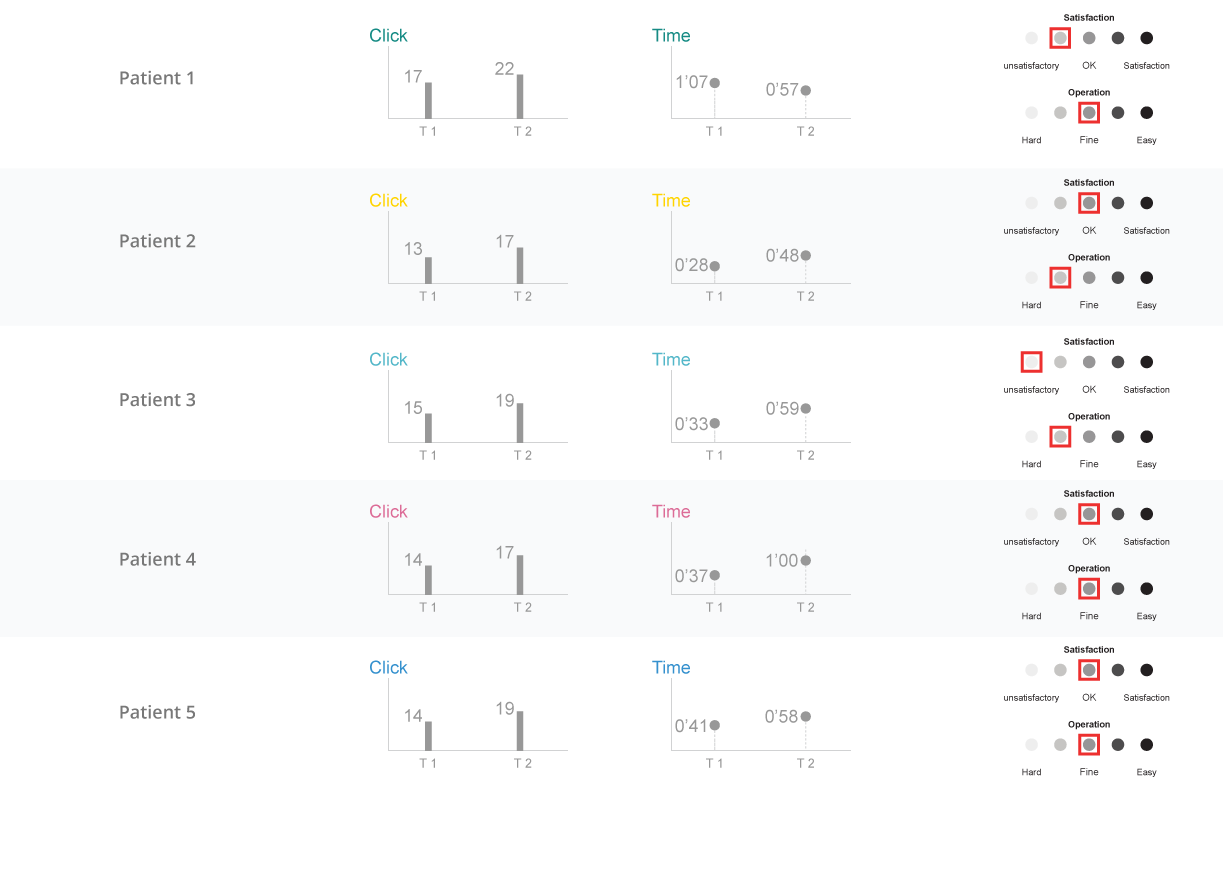 Patient 1
Click
17
22
T 1
T 2
Time
1’07
0’57
T 1
T 2
Satisfaction
unsatisfactory OK Satisfaction
Operation
Hard Fine Easy
Patient 2
Click
13
17
T 1
T 2
Time
0’28
0’48
T 1
T 2
Satisfaction
unsatisfactory OK Satisfaction
Operation
Hard Fine Easy
Patient 3
Click
15
19
T 1
T 2
Time
0’33
0’59
T 1
T 2
Satisfaction
unsatisfactory OK Satisfaction
Operation
Hard Fine Easy
Patient 4
Click
14
17
T 1
T 2
Time
0’37
1’00
T 1
T 2
Satisfaction
unsatisfactory OK Satisfaction
Operation
Hard Fine Easy
Patient 5
Click
14
19
T 1
T 2
Time
0’41
0’58
T 1
T 2
Satisfaction
unsatisfactory OK Satisfaction
Operation
Hard Fine Easy